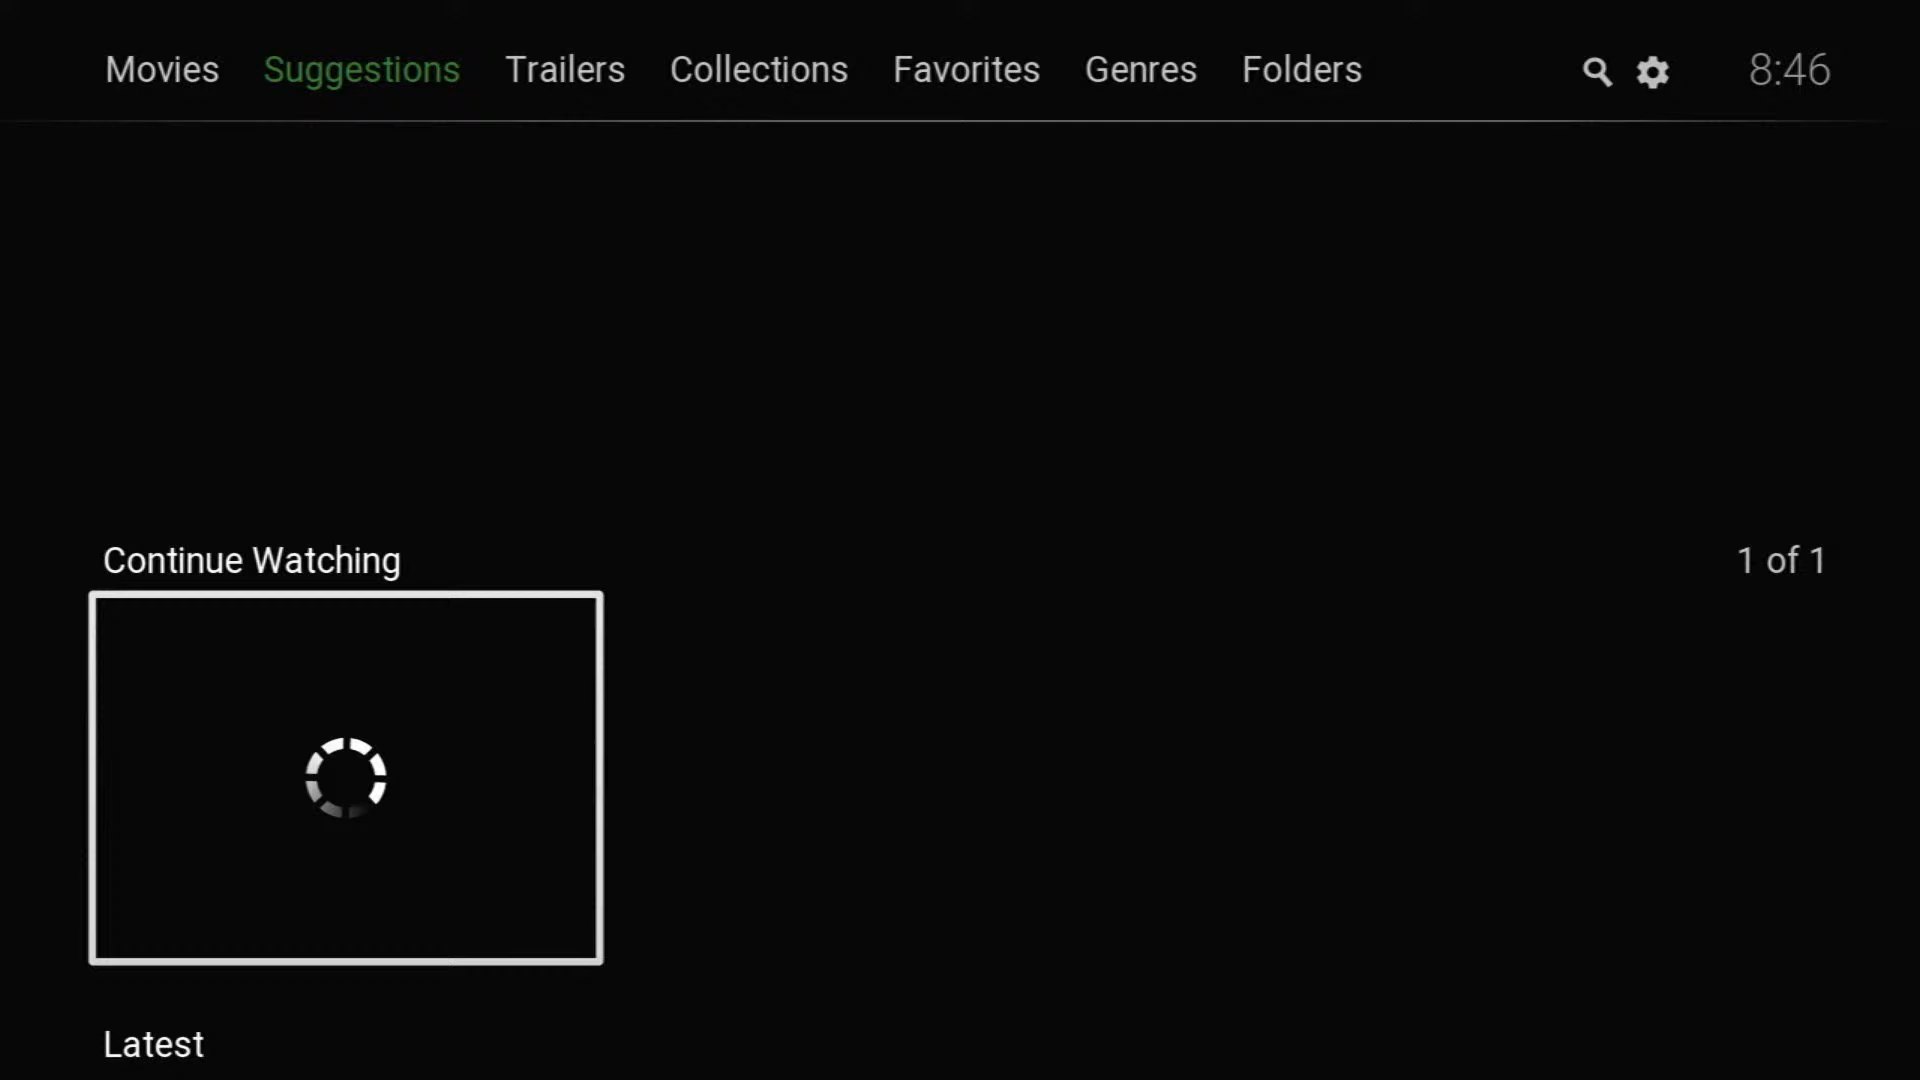 Movies Suggestions Trailers Collections Favorites Genres Folders 8:46
Continue Watching 1 of 1
Latest